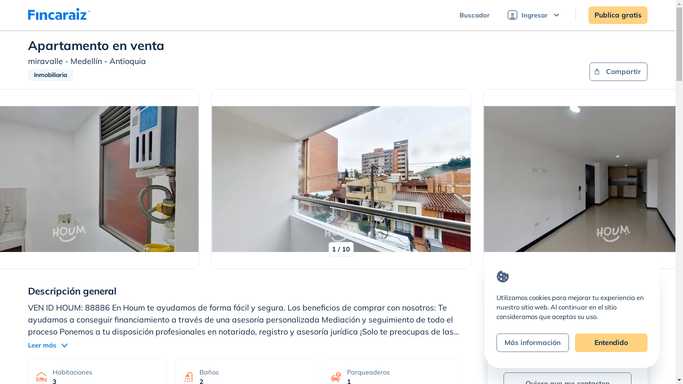 Fincaraiz
Buscador
Ingresar
Publica gratis
Apartamento en venta
miravalle - Medellín - Antioquia
Inmobiliaria
Compartir
HOUM
HOUM
1 / 10
Descripción general
VEN ID HOUM: 88886 En Houm te ayudamos de forma fácil y segura. Los beneficios de comprar con nosotros: Te
ayudamos a conseguir financiamiento a través de una asesoría personalizada Mediación y seguimiento de todo el
proceso Ponemos a tu disposición profesionales en notariado, registro y asesoría jurídica ¡Solo te preocupas de las...
Leer más
Habitaciones
3
Baños
2
Parqueaderos
1
Utilizamos cookies para mejorar tu experiencia en
nuestro sitio web. Al continuar en el sitio
consideramos que aceptas su uso.
Más información
Entendido
Quiero que me contacten